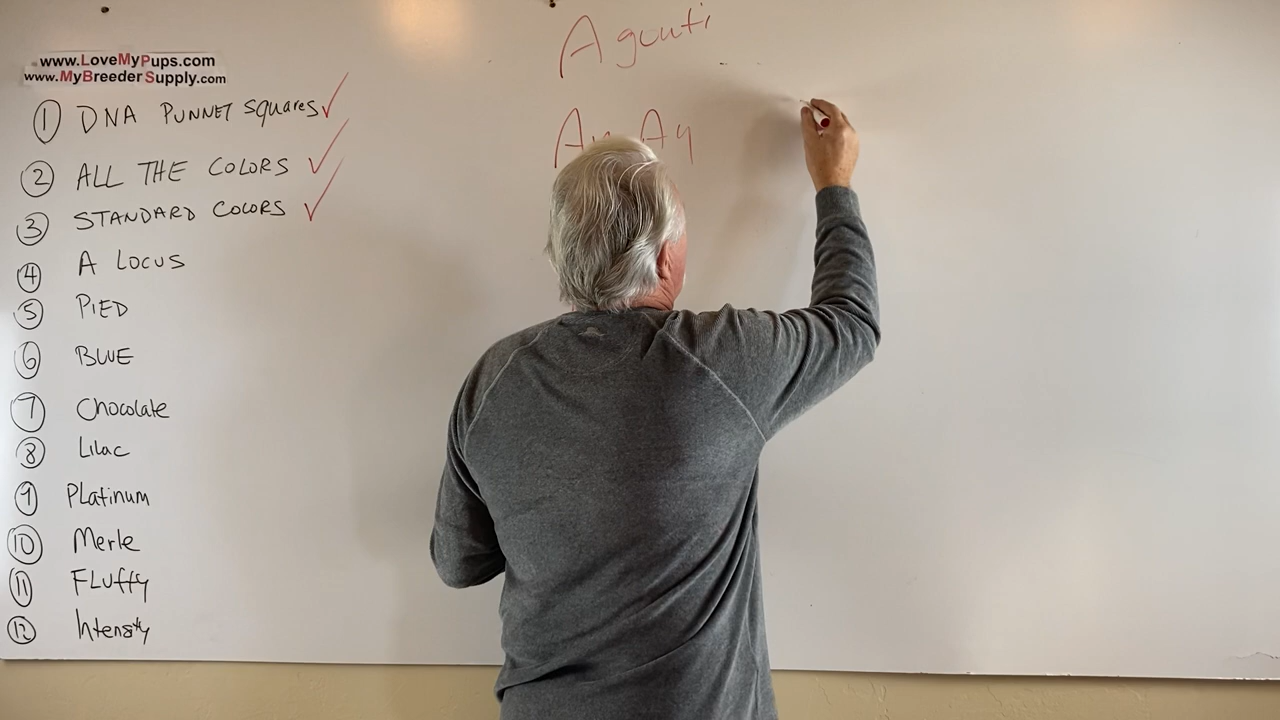 www.LoveMyPups.com
www.MyBreederSupply.com
1 DNA PUNNET SQuares ✓
2 ALL THE COLORS ✓
3 STANDARD COLORS ✓
4 A LOCUS
5 PIED
6 BLUE
7 Chocolate
8 Lilac
9 Platinum
10 Merle
11 FLuffy
12 Intensity
Agouti
Ay Ay